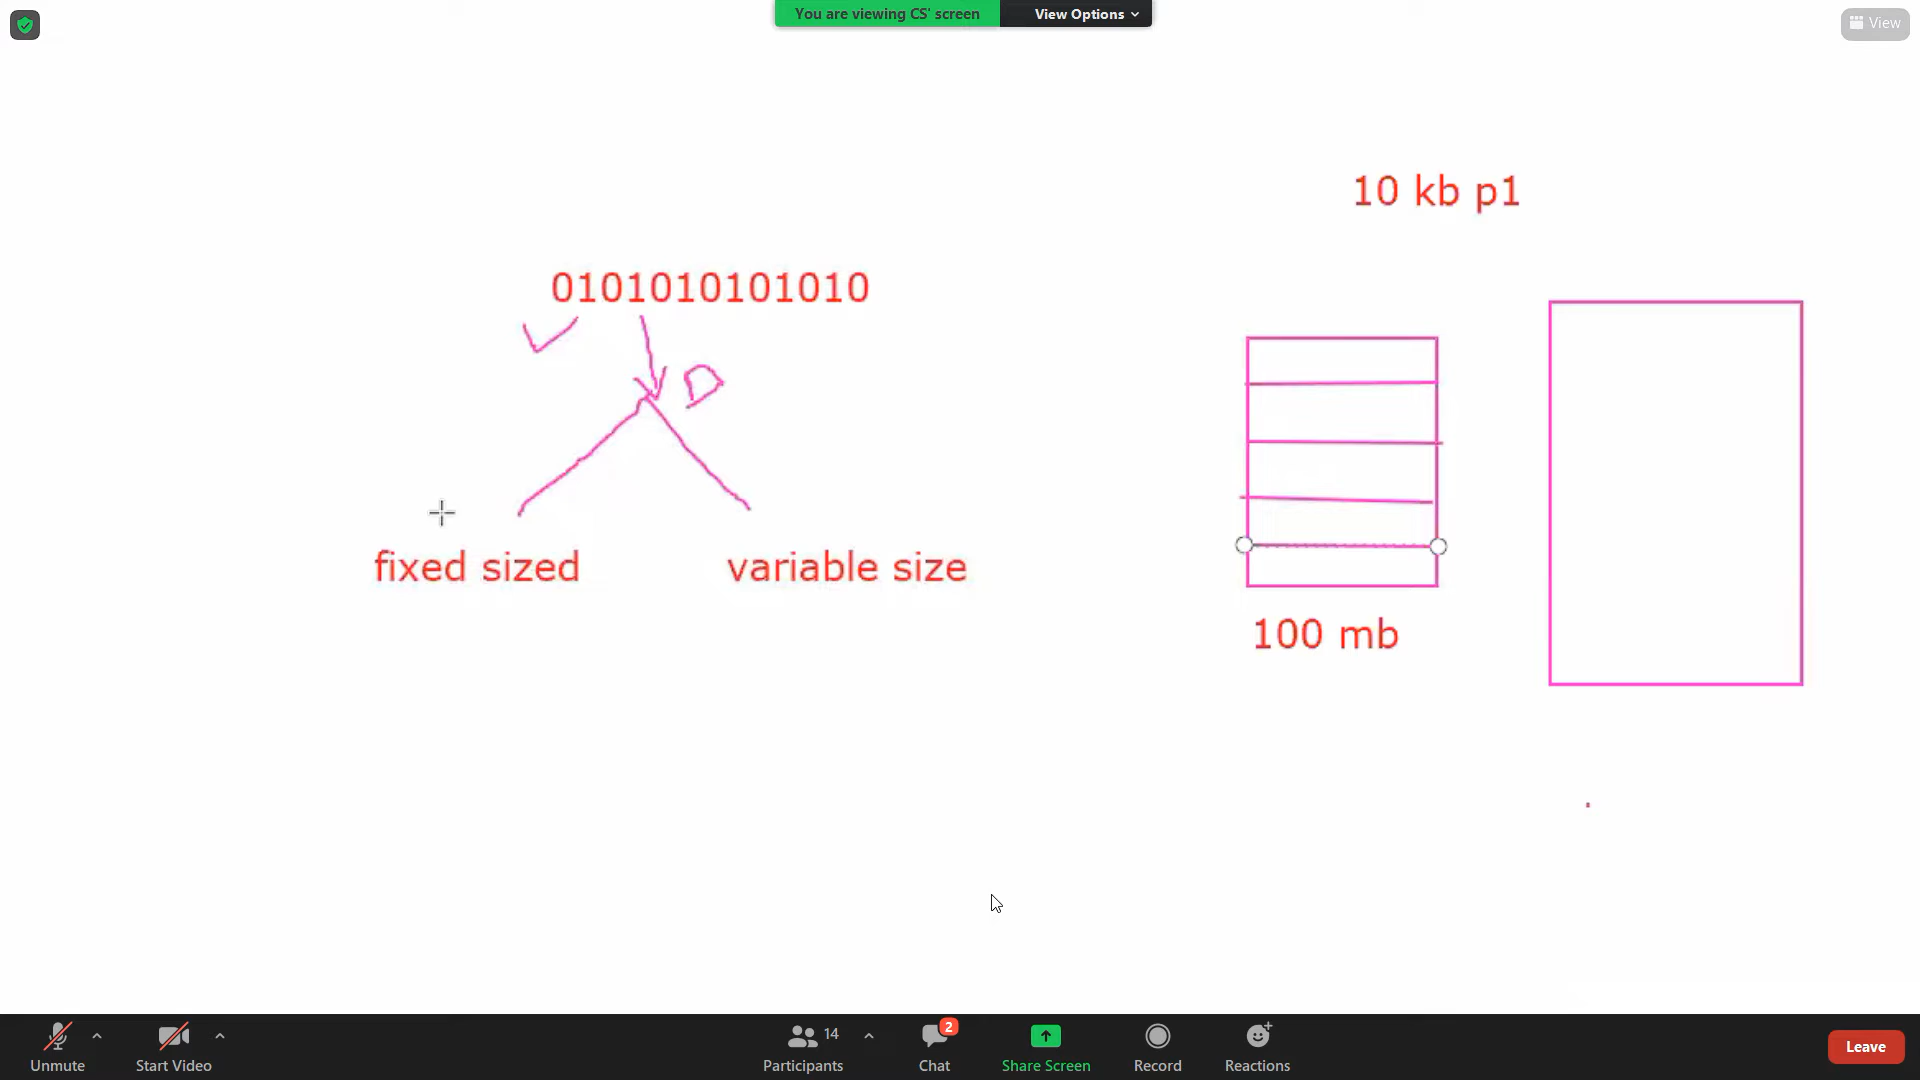 You are viewing CS' screen
View Options
View
10 kb p1
0101010101010
D
fixed sized
variable size
100 mb
Unmute
Start Video
14
Participants
2
Chat
Share Screen
Record
Reactions
Leave